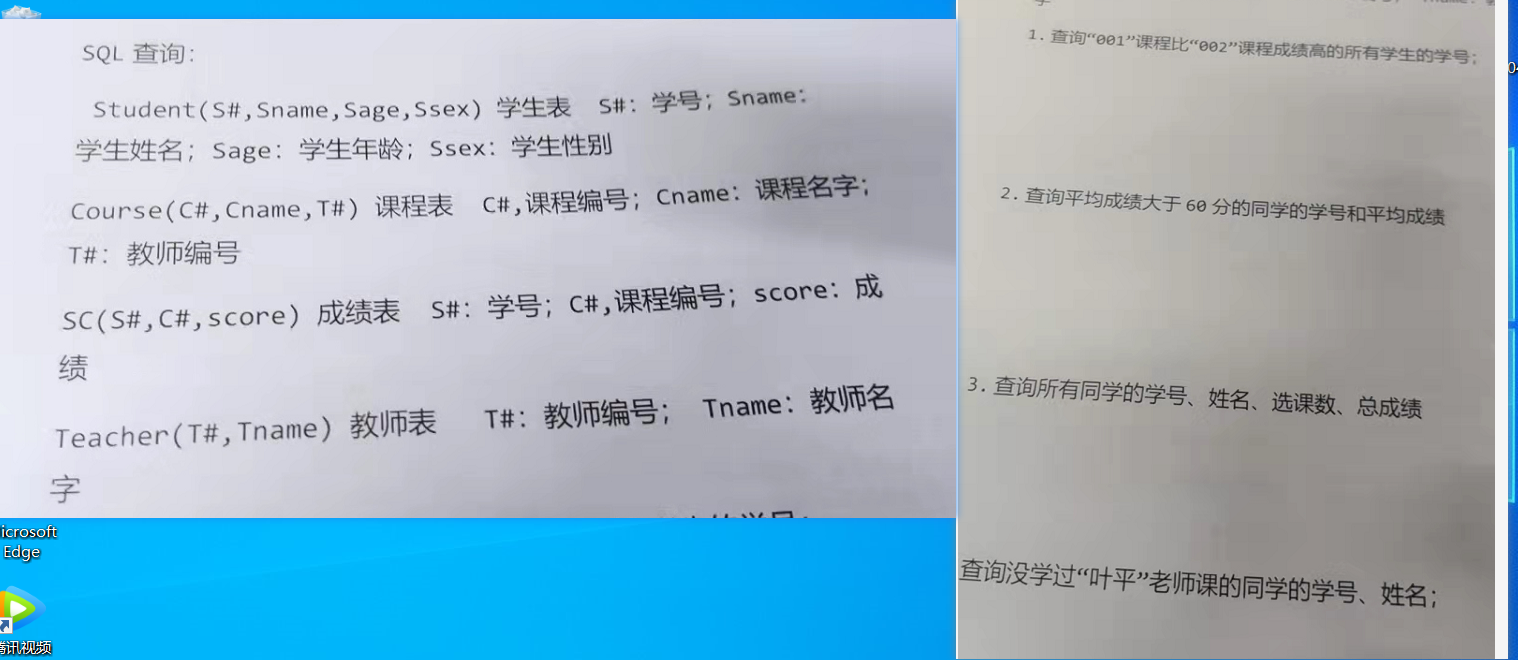 SQL 查询：
Student(S#,Sname,Sage,Ssex) 学生表 S#：学号；Sname：
学生姓名；Sage：学生年龄；Ssex：学生性别
Course(C#,Cname,T#) 课程表 C#,课程编号；Cname：课程名字；
T#：教师编号
SC(S#,C#,score) 成绩表 S#：学号；C#,课程编号；score：成
绩
Teacher(T#,Tname) 教师表 T#：教师编号； Tname：教师名
字
icrosoft
Edge
腾讯视频
1.查询“001”课程比“002”课程成绩高的所有学生的学号；
2.查询平均成绩大于 60 分的同学的学号和平均成绩
3.查询所有同学的学号、姓名、选课数、总成绩
查询没学过“叶平”老师课的同学的学号、姓名；